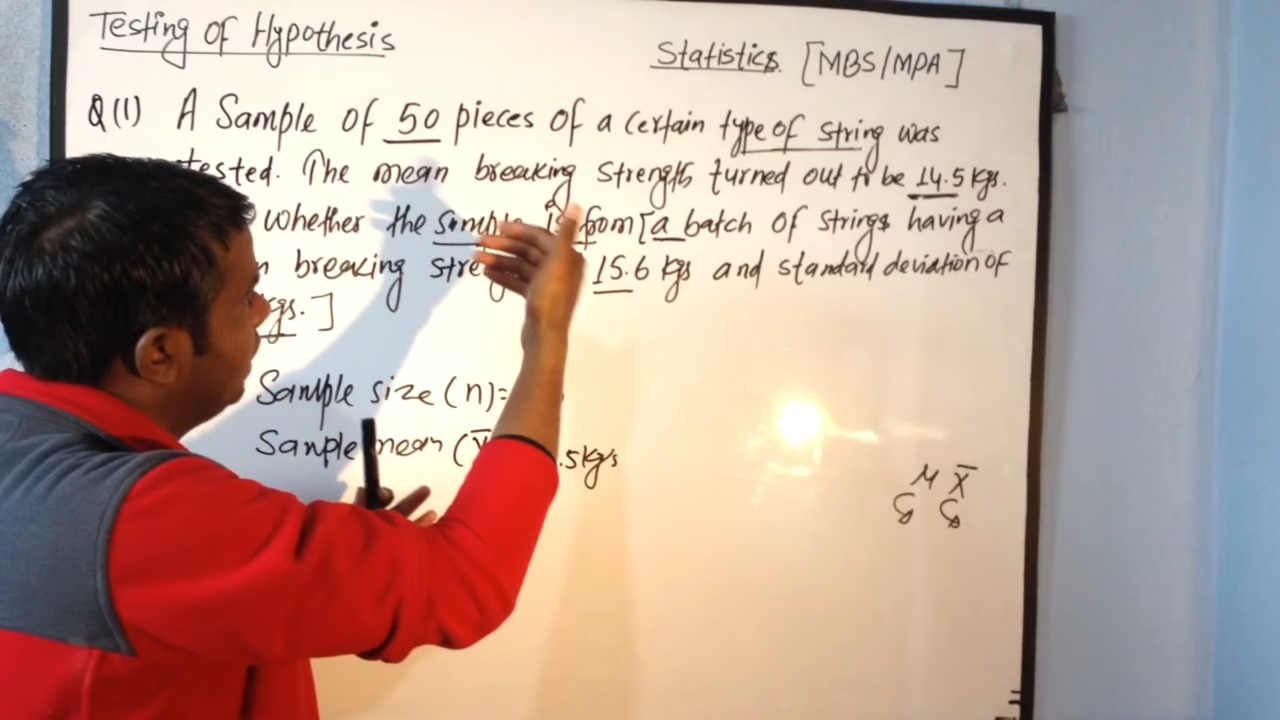 Testing of Hypothesis
Statistics [MBS/MPA]
Q(1) A Sample of 50 pieces of a certain type of string was
tested. The mean breaking strength turned out to be 14.5 kgs.
whether the sample is from [a batch of strings having a
breaking 15.6 kgs and standard deviation of
kgs.]
Sample size (n)=
Sample mean (X̄ .5kgs
μ X̄